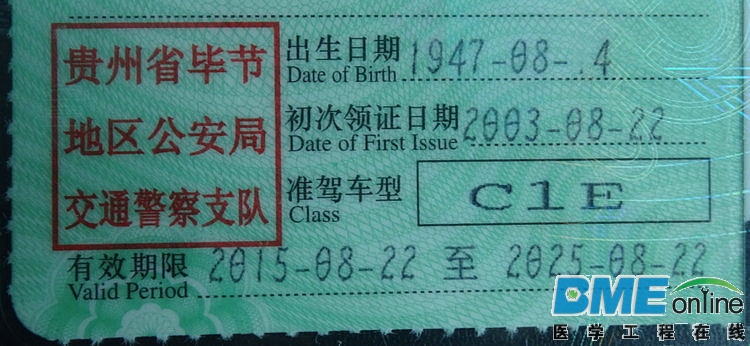 贵州省毕节
地区公安局
交通警察支队
出生日期 1947-08-.4
Date of Birth
初次领证日期 2003-08-22
Date of First Issue
准驾车型 C1E
Class
有效期限 2015-08-22 至 2025-08-22
Valid Period
BME online
医学工程在线